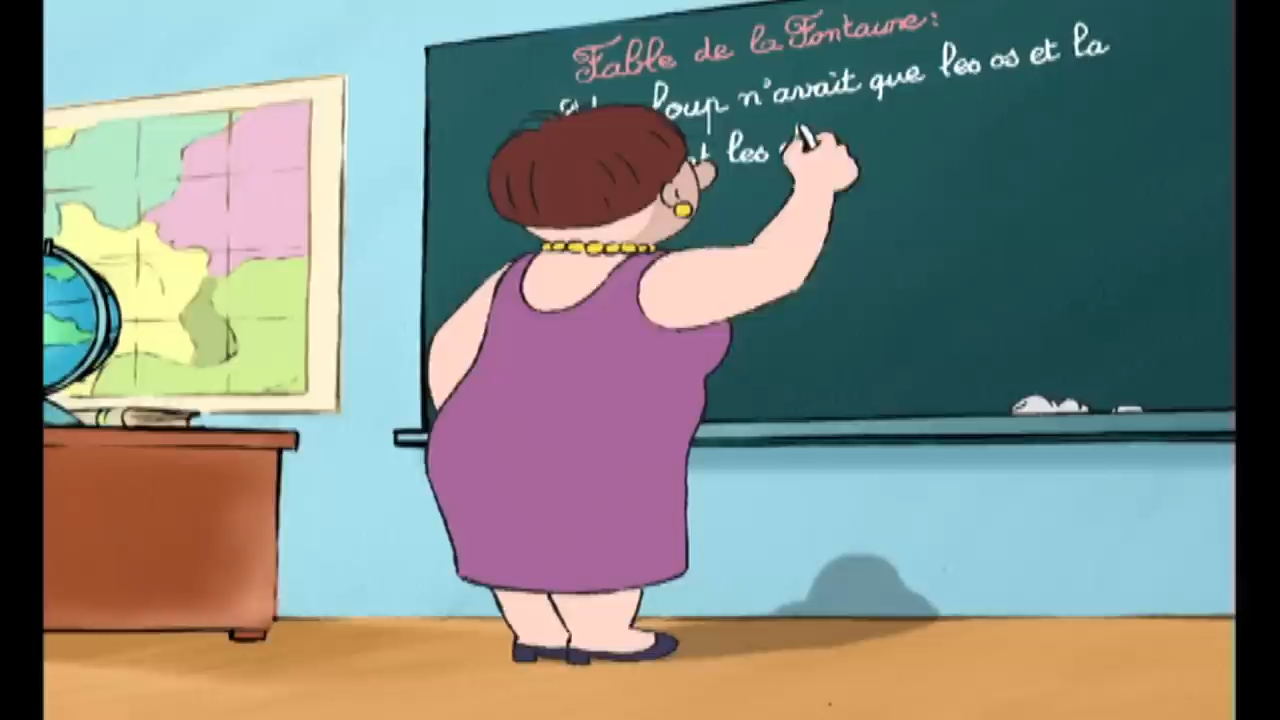 Fable de la Fontaine :
loup n'avait que les os et la
les